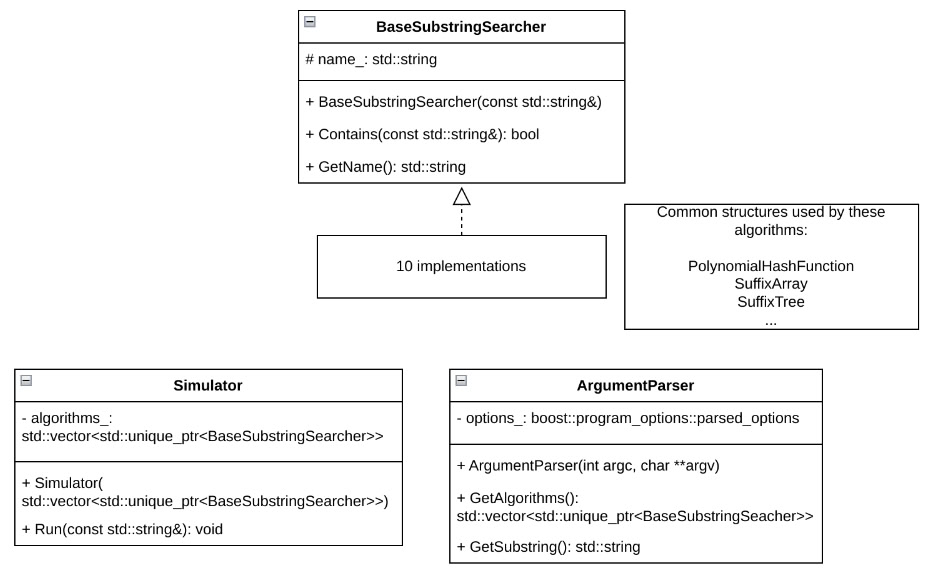 BaseSubstringSearcher
# name_: std::string
+ BaseSubstringSearcher(const std::string&)
+ Contains(const std::string&): bool
+ GetName(): std::string
10 implementations
Common structures used by these
algorithms:
PolynomialHashFunction
SuffixArray
SuffixTree
...
Simulator
- algorithms_:
std::vector<std::unique_ptr<BaseSubstringSearcher>>
+ Simulator(
std::vector<std::unique_ptr<BaseSubstringSearcher>>)
+ Run(const std::string&): void
ArgumentParser
- options_: boost::program_options::parsed_options
+ ArgumentParser(int argc, char **argv)
+ GetAlgorithms():
std::vector<std::unique_ptr<BaseSubstringSeacher>>
+ GetSubstring(): std::string